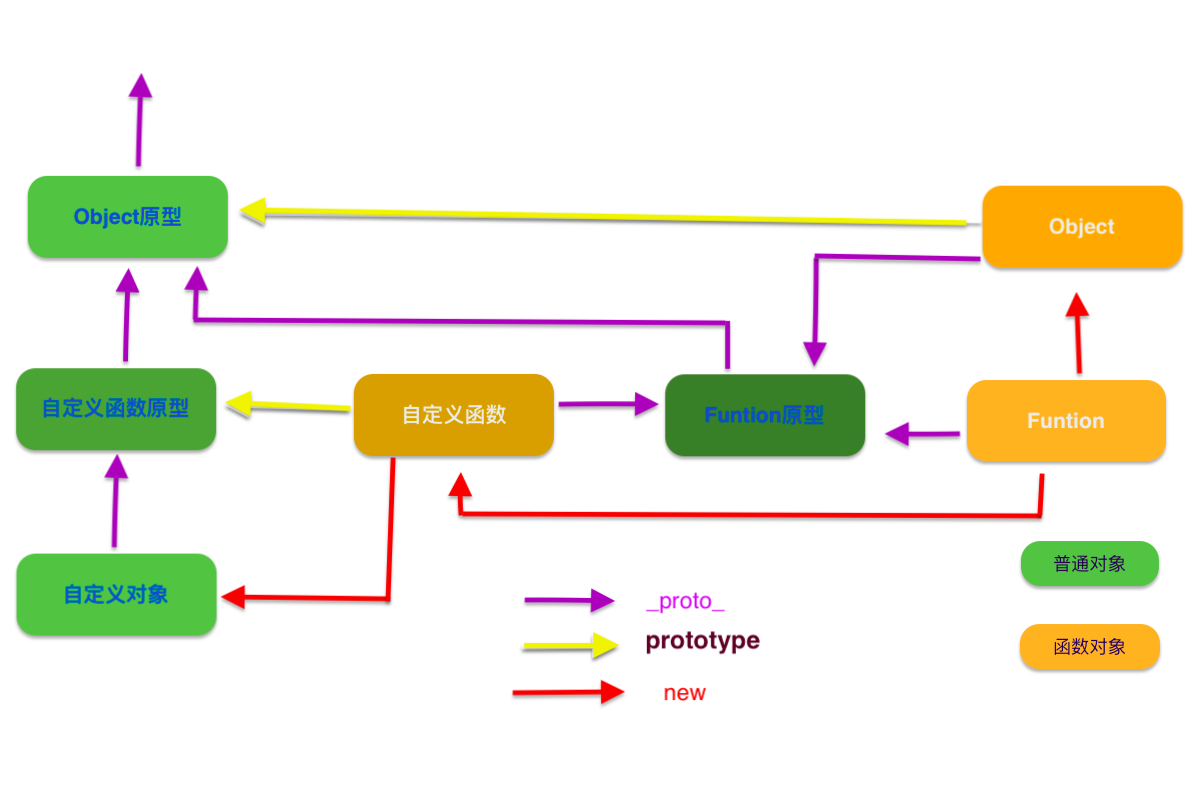 Object原型
Object
自定义函数原型
自定义函数
Funtion原型
Funtion
普通对象
自定义对象
_proto_
prototype
函数对象
new